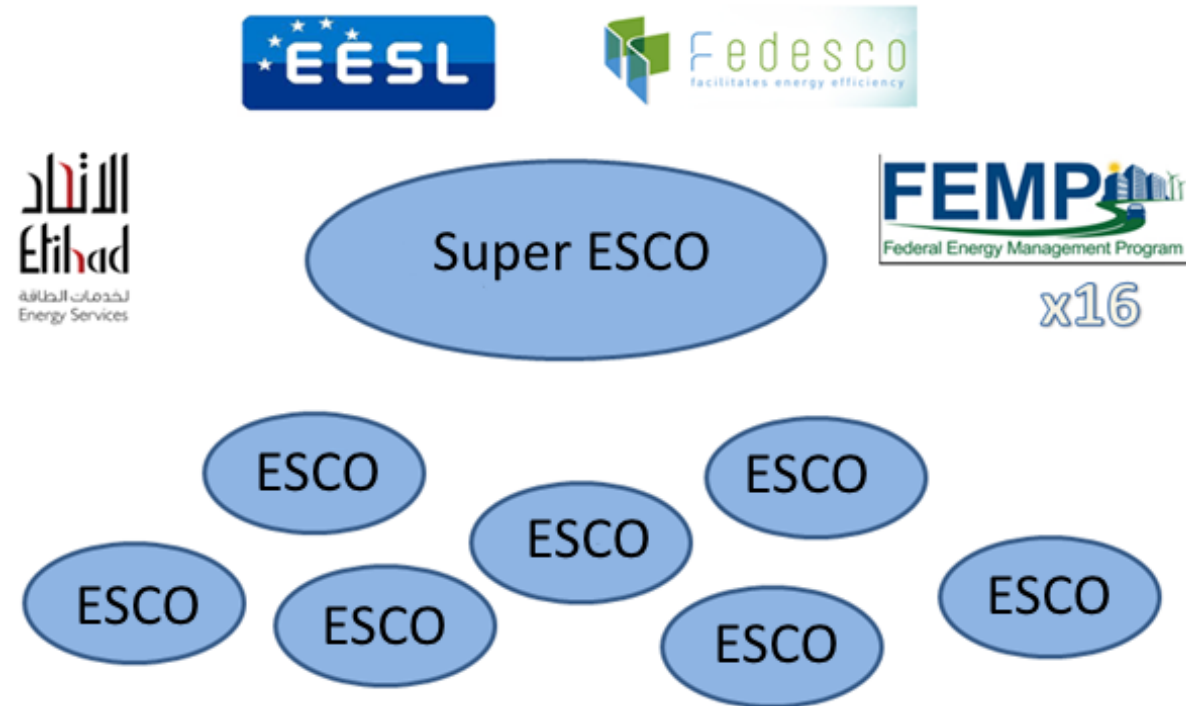 EESL
Fedesco
facilitates energy efficiency
الاتحاد
Etihad
لخدمات الطاقة
Energy Services
Super ESCO
FEMP
Federal Energy Management Program
x16
ESCO
ESCO
ESCO
ESCO
ESCO
ESCO
ESCO